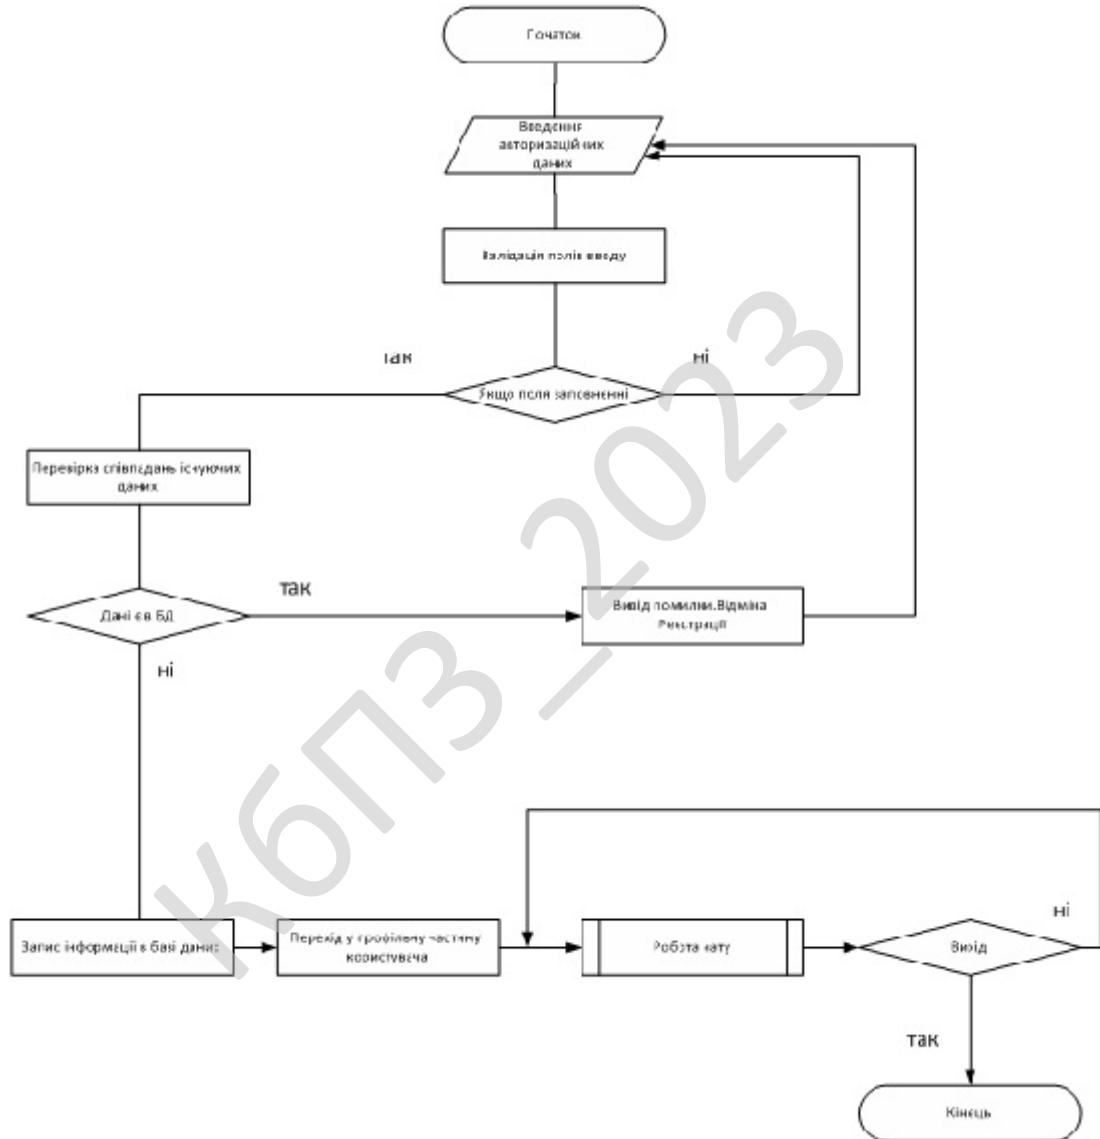 Початок
Введення
авторизаційних
даних
Валідація полів вводу
так
ні
Якщо поля заповненні
Перевірка співпадань існуючих
даних
Дані є в БД
так
Вивід помилки.Відміна
Реєстрації
ні
КбПЗ_2023
Запис інформації в базі даних
Перехід у профільну частину
користувача
Робота чату
Вихід
ні
так
Кінець